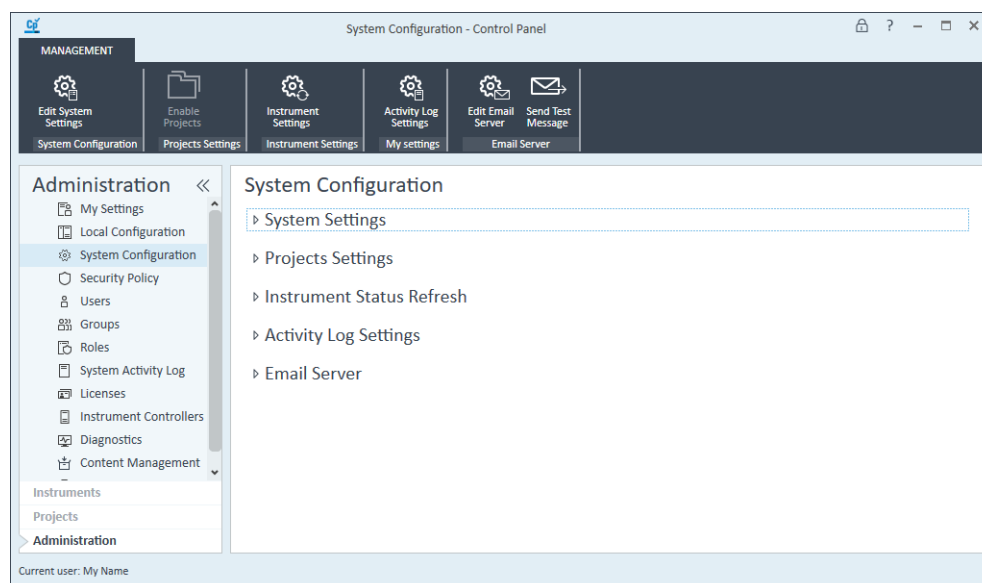 Cp
System Configuration - Control Panel
?
MANAGEMENT
Edit System
Settings
Enable
Projects
Instrument
Settings
Activity Log
Settings
Edit Email
Server
Send Test
Message
System Configuration
Projects Settings
Instrument Settings
My settings
Email Server
Administration
My Settings
Local Configuration
System Configuration
Security Policy
Users
Groups
Roles
System Activity Log
Licenses
Instrument Controllers
Diagnostics
Content Management
Instruments
Projects
Administration
System Configuration
System Settings
Projects Settings
Instrument Status Refresh
Activity Log Settings
Email Server
Current user: My Name